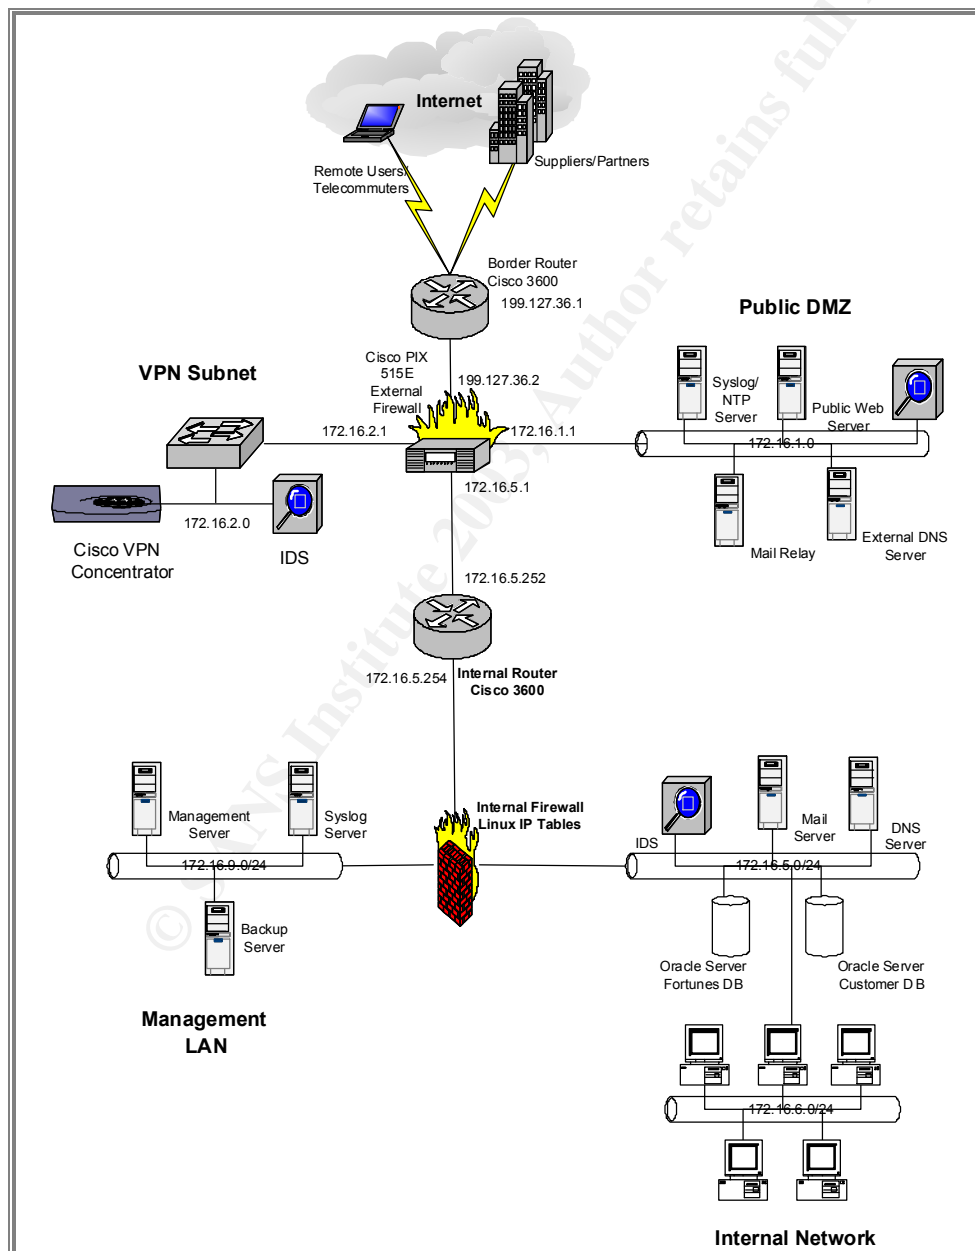 Internet
Remote Users/
Telecommuters
Suppliers/Partners
Border Router
Cisco 3600
199.127.36.1
Public DMZ
VPN Subnet
Cisco PIX
515E
External
Firewall
199.127.36.2
172.16.2.1
172.16.1.1
172.16.5.1
Syslog/
NTP
Server
Public Web
Server
172.16.1.0
Mail Relay
External DNS
Server
172.16.2.0
Cisco VPN
Concentrator
IDS
172.16.5.252
172.16.5.254
Internal Router
Cisco 3600
Management
Server
Syslog
Server
172.16.9.0/24
Backup
Server
Management
LAN
Internal Firewall
Linux IP Tables
IDS
Mail
Server
DNS
Server
172.16.5.0/24
Oracle Server
Fortunes DB
Oracle Server
Customer DB
172.16.6.0/24
Internal Network
© SANS Institute 2003, Author retains full